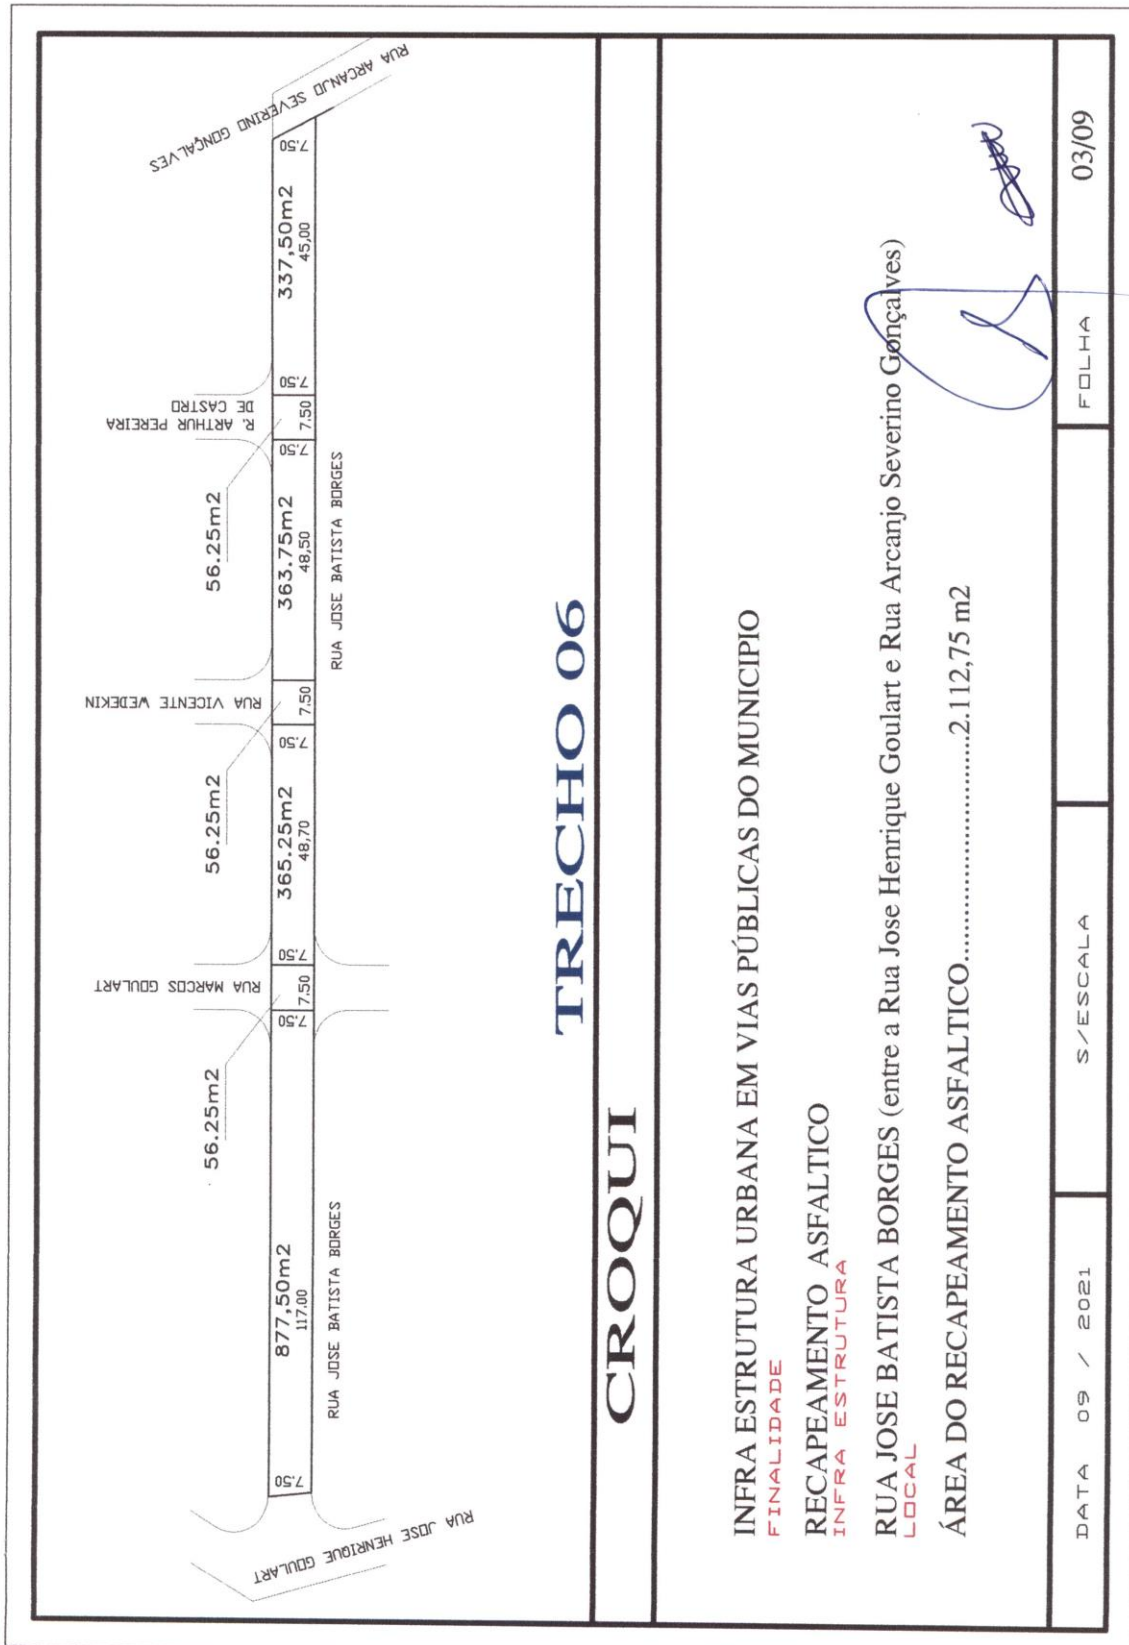 RUA JOSE HENRIQUE GOULART
7.50
877,50m2
117.00
RUA JOSE BATISTA BORGES
7.50
56.25m2
7.50
RUA MARCOS GOULART
7.50
365.25m2
48,70
7.50
56.25m2
7.50
RUA VICENTE WEDEKIN
363.75m2
48,50
RUA JOSE BATISTA BORGES
7.50
56.25m2
7.50
R. ARTHUR PEREIRA
DE CASTRO
7.50
337,50m2
45,00
7.50
RUA ARCANJO SEVERINO GONÇALVES
TRECHO 06
CROQUI
INFRA ESTRUTURA URBANA EM VIAS PÚBLICAS DO MUNICIPIO
FINALIDADE
RECAPEAMENTO ASFALTICO
INFRA ESTRUTURA
RUA JOSE BATISTA BORGES (entre a Rua Jose Henrique Goulart e Rua Arcanjo Severino Gonçalves)
LOCAL
ÁREA DO RECAPEAMENTO ASFALTICO...................................2.112,75 m2
DATA 09 / 2021
S/ESCALA
FOLHA
03/09